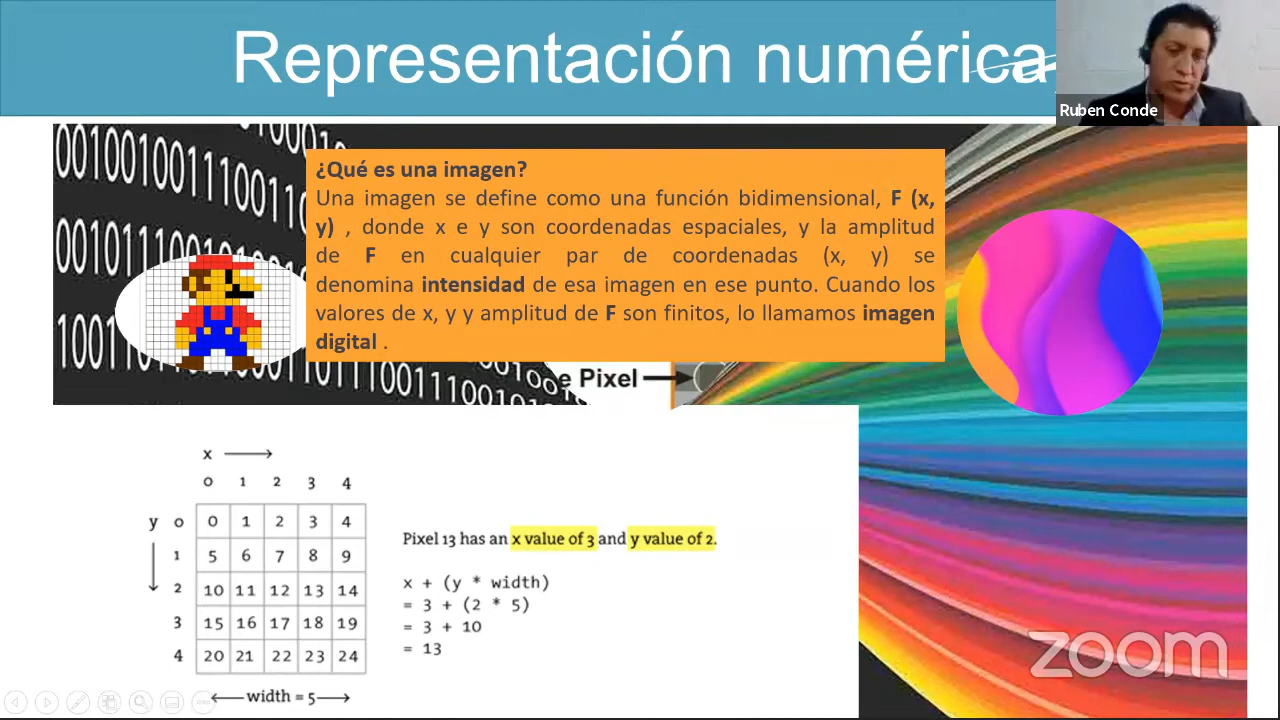 Representación numérica
Ruben Conde
¿Qué es una imagen?
Una imagen se define como una función bidimensional, F (x,
y) , donde x e y son coordenadas espaciales, y la amplitud
de F en cualquier par de coordenadas (x, y) se
denomina intensidad de esa imagen en ese punto. Cuando los
valores de x, y y amplitud de F son finitos, lo llamamos imagen
digital .
e Pixel
x
0 1 2 3 4
y 0 0 1 2 3 4
1 5 6 7 8 9
2 10 11 12 13 14
3 15 16 17 18 19
4 20 21 22 23 24
width = 5
Pixel 13 has an x value of 3 and y value of 2.
x + (y * width)
= 3 + (2 * 5)
= 3 + 10
= 13
zoom